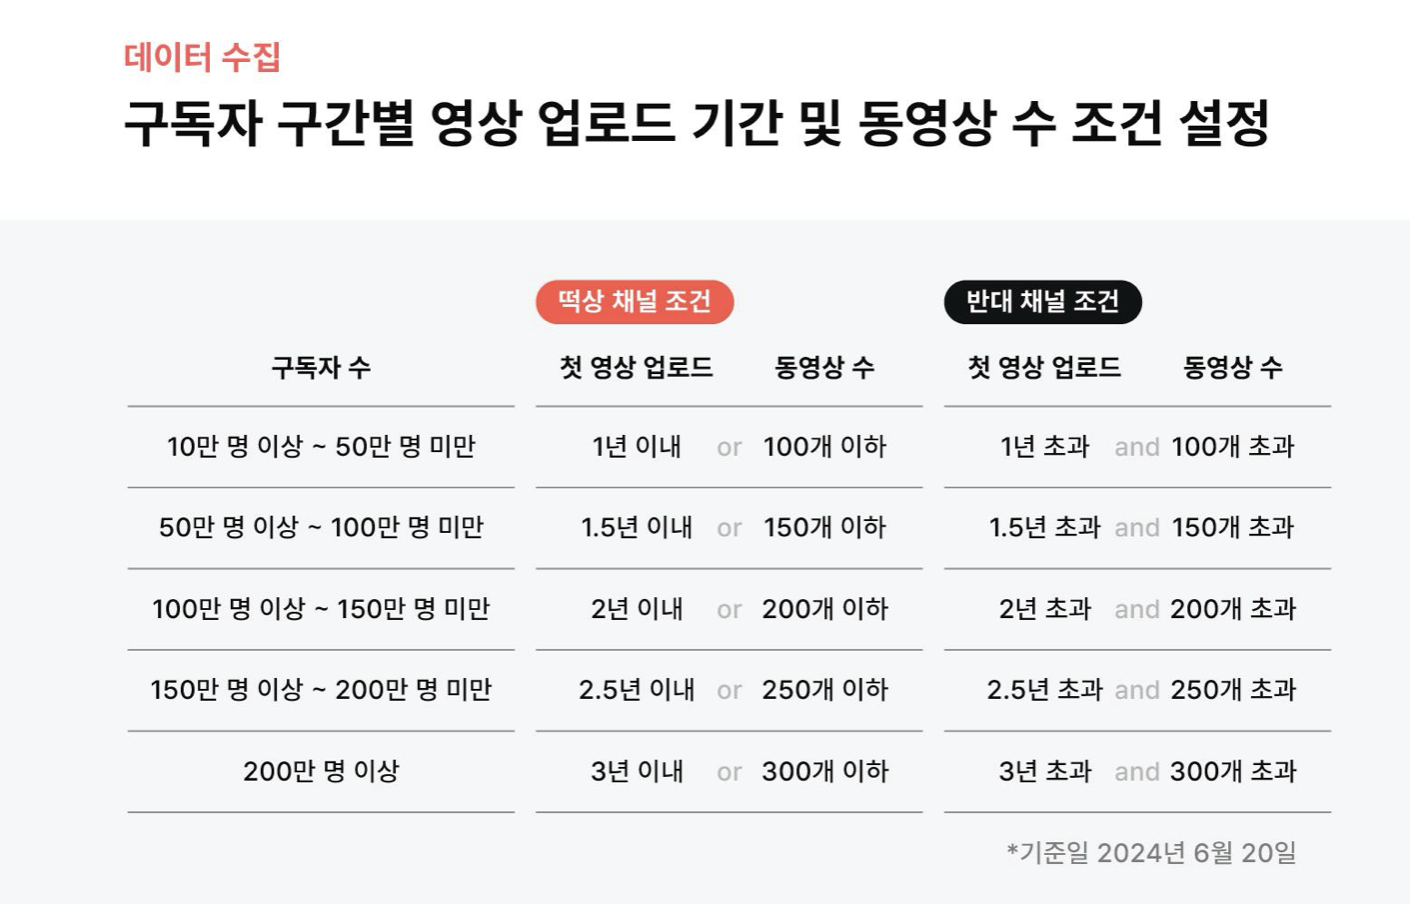 데이터 수집
구독자 구간별 영상 업로드 기간 및 동영상 수 조건 설정
떡상 채널 조건 반대 채널 조건
구독자 수 첫 영상 업로드 동영상 수 첫 영상 업로드 동영상 수
10만 명 이상 ~ 50만 명 미만 1년 이내 or 100개 이하 1년 초과 and 100개 초과
50만 명 이상 ~ 100만 명 미만 1.5년 이내 or 150개 이하 1.5년 초과 and 150개 초과
100만 명 이상 ~ 150만 명 미만 2년 이내 or 200개 이하 2년 초과 and 200개 초과
150만 명 이상 ~ 200만 명 미만 2.5년 이내 or 250개 이하 2.5년 초과 and 250개 초과
200만 명 이상 3년 이내 or 300개 이하 3년 초과 and 300개 초과
*기준일 2024년 6월 20일